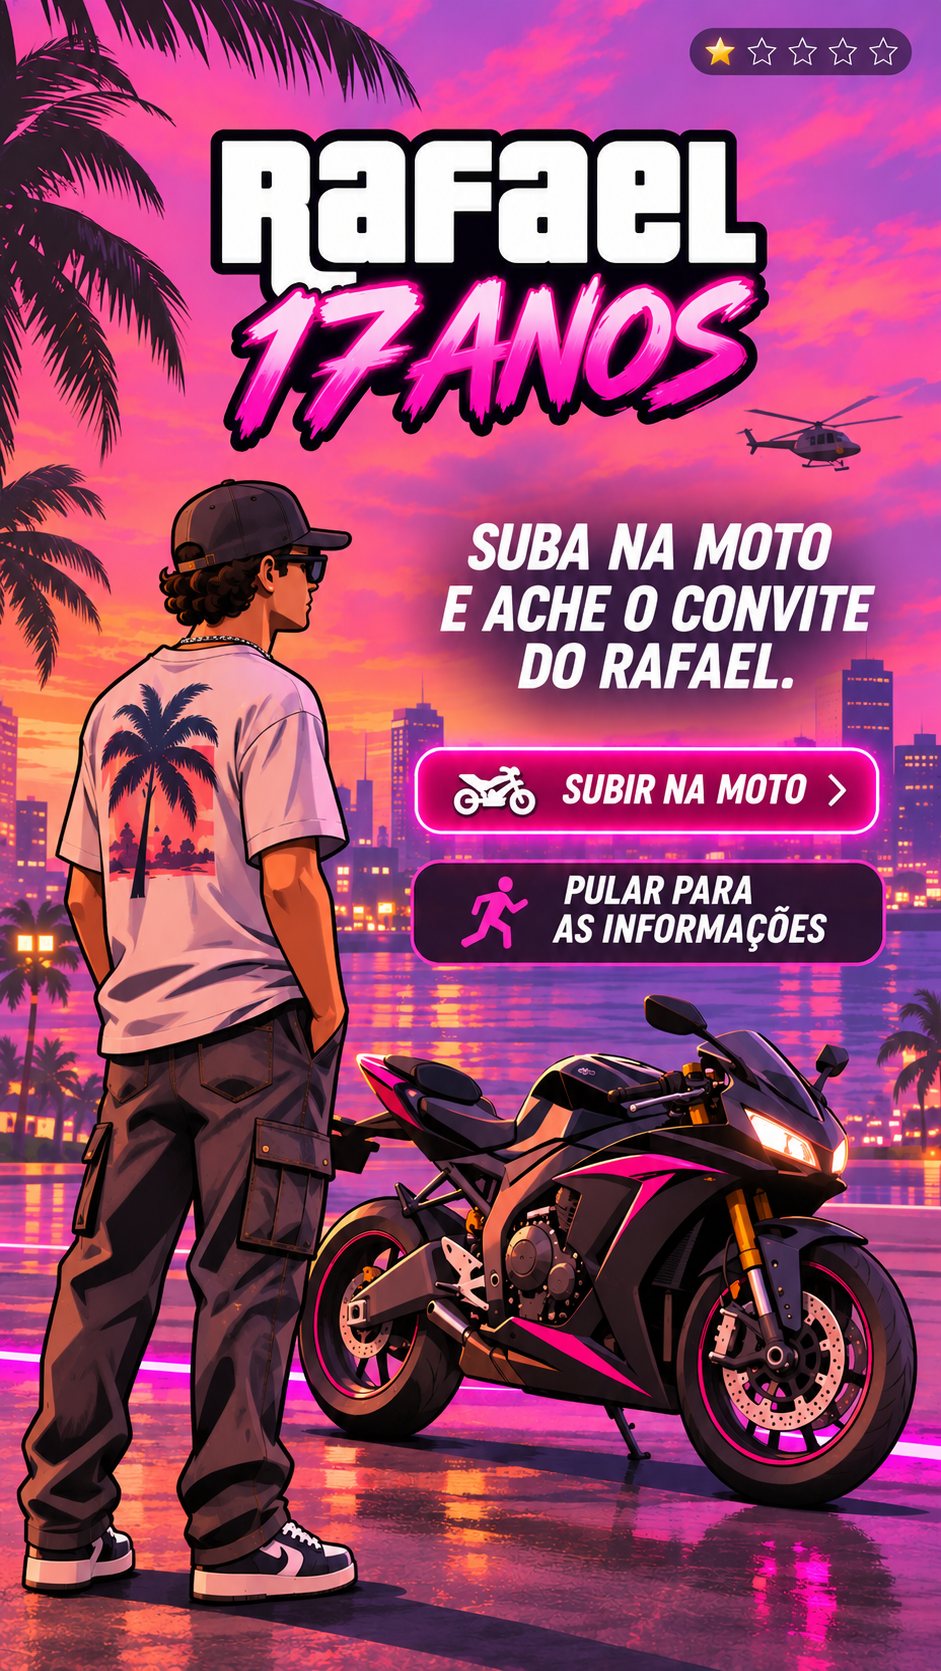 Rafael
17 ANOS
SUBA NA MOTO
E ACHE O CONVITE
DO RAFAEL.
SUBIR NA MOTO
PULAR PARA
AS INFORMAÇÕES